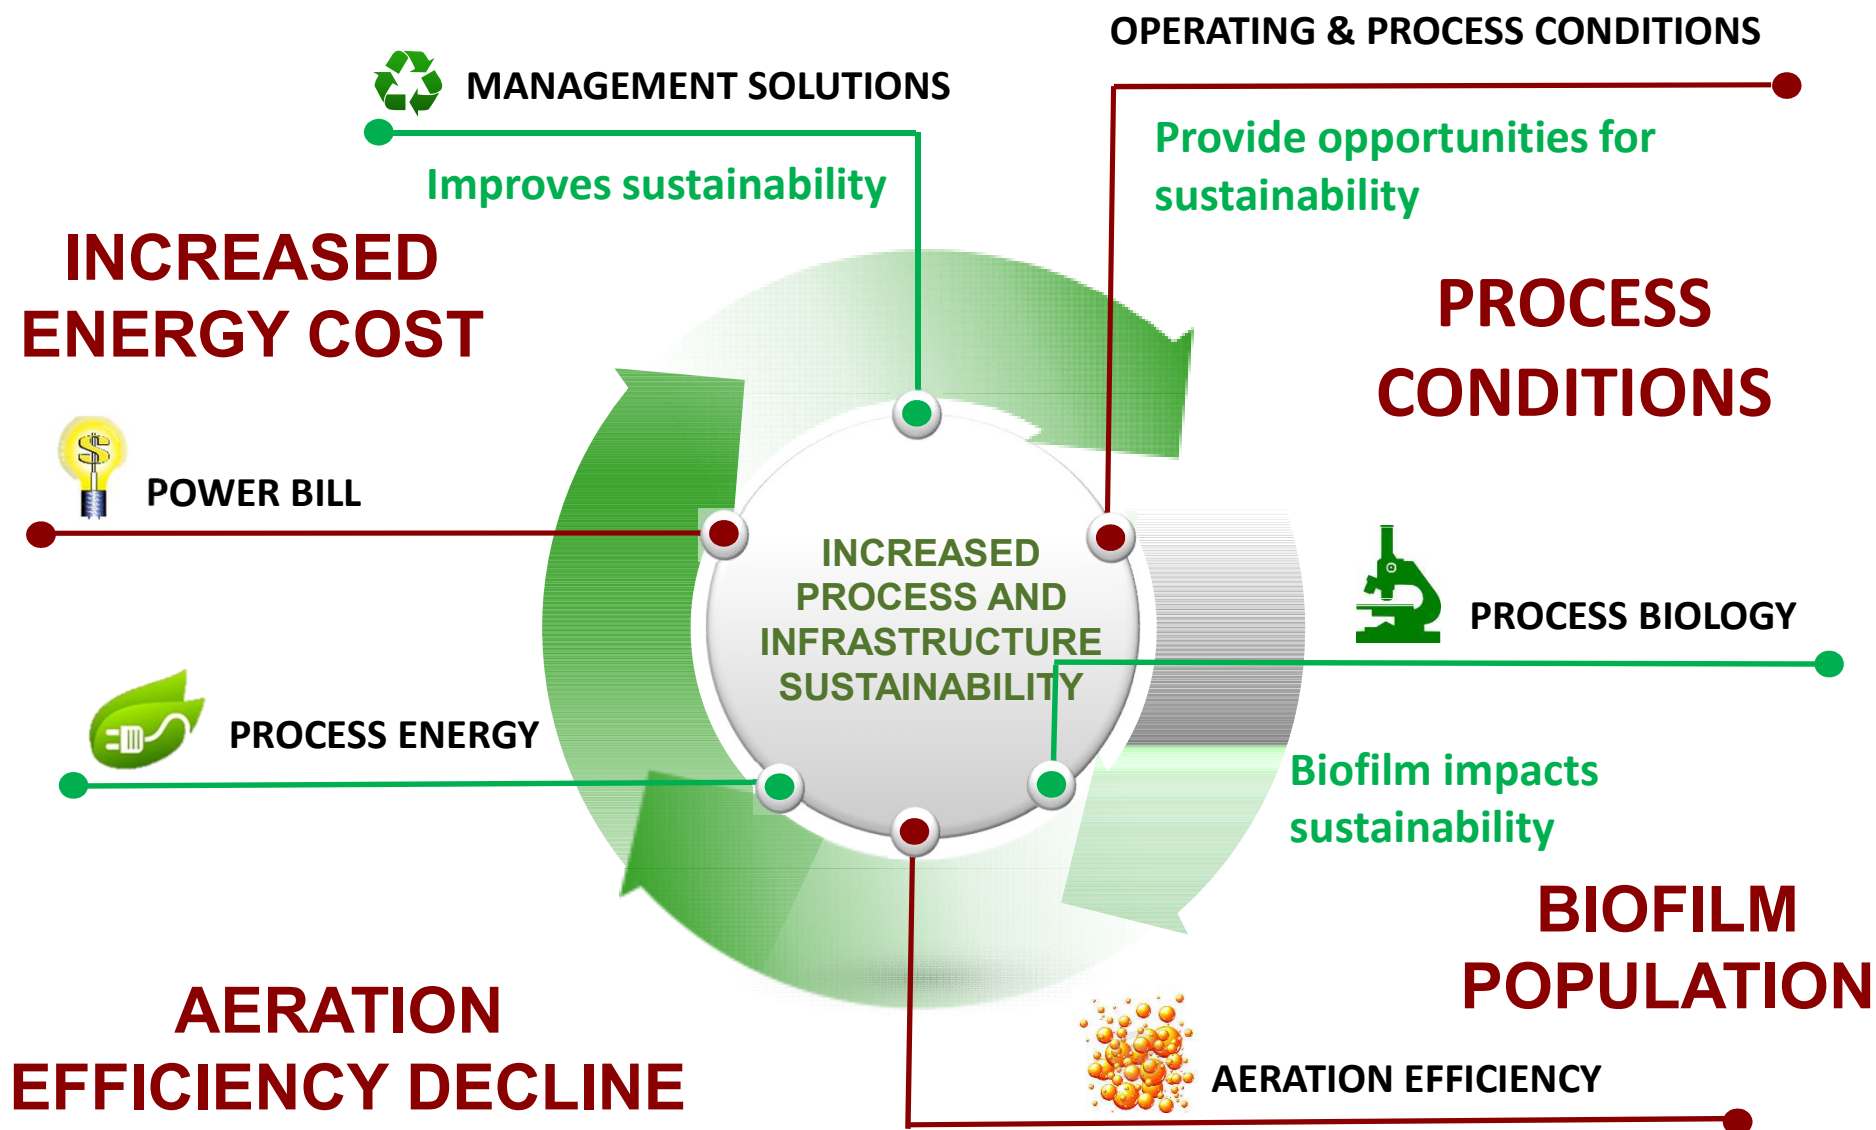 OPERATING & PROCESS CONDITIONS
MANAGEMENT SOLUTIONS
Provide opportunities for
sustainability
Improves sustainability
INCREASED
ENERGY COST
PROCESS
CONDITIONS
$
POWER BILL
INCREASED
PROCESS AND
INFRASTRUCTURE
SUSTAINABILITY
PROCESS BIOLOGY
PROCESS ENERGY
Biofilm impacts
sustainability
BIOFILM
POPULATION
AERATION
EFFICIENCY DECLINE
AERATION EFFICIENCY